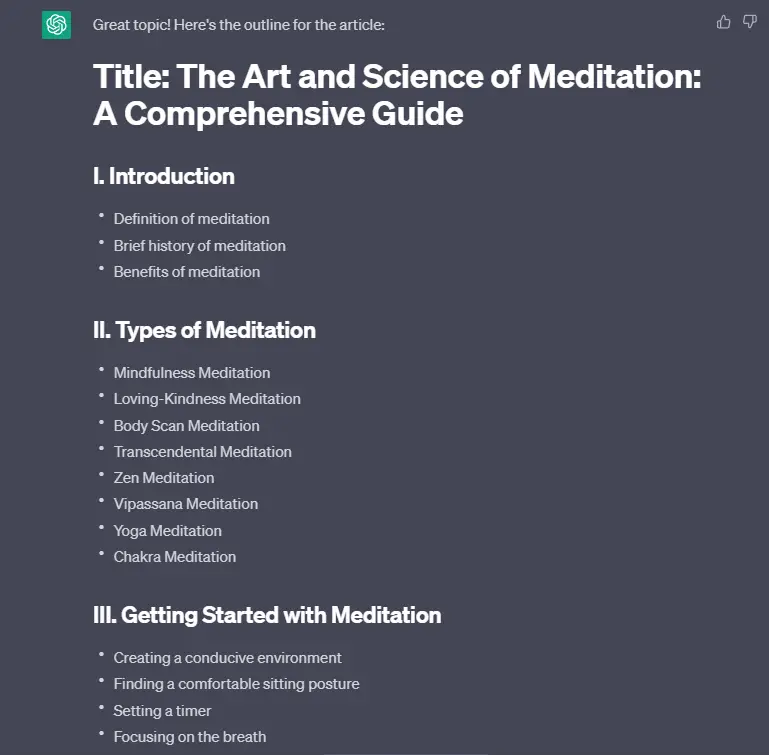 Great topic! Here's the outline for the article:
Title: The Art and Science of Meditation:
A Comprehensive Guide
I. Introduction
• Definition of meditation
• Brief history of meditation
• Benefits of meditation
II. Types of Meditation
• Mindfulness Meditation
• Loving-Kindness Meditation
• Body Scan Meditation
• Transcendental Meditation
• Zen Meditation
• Vipassana Meditation
• Yoga Meditation
• Chakra Meditation
III. Getting Started with Meditation
• Creating a conducive environment
• Finding a comfortable sitting posture
• Setting a timer
• Focusing on the breath